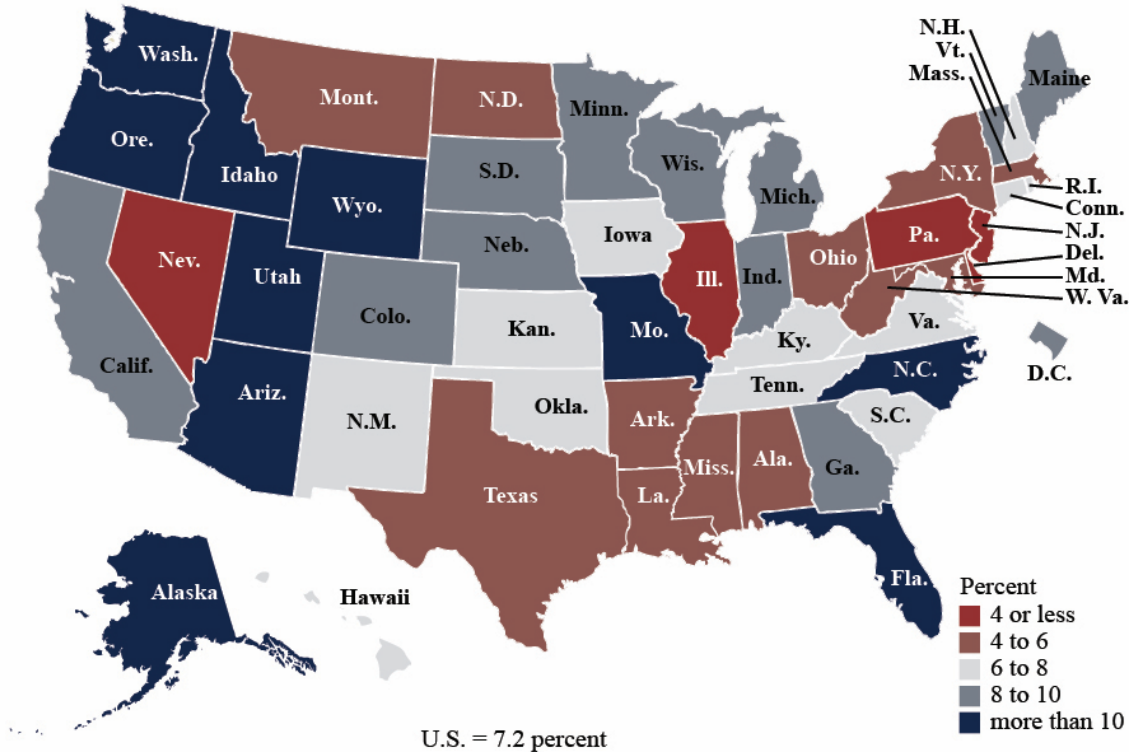 N.H.
Vt.
Mass.
Wash.
Maine
Mont.
N.D.
Minn.
Ore.
Idaho
S.D.
Wis.
N.Y.
R.I.
Wyo.
Mich.
Conn.
Neb.
Iowa
Pa.
N.J.
Nev.
Utah
Ill.
Ind.
Ohio
Del.
Md.
W. Va.
Colo.
Kan.
Mo.
Ky.
Va.
Calif.
D.C.
Ariz.
N.M.
Okla.
Tenn.
N.C.
Ark.
S.C.
Texas
La.
Miss.
Ala.
Ga.
Alaska
Hawaii
Fla.
Percent
4 or less
4 to 6
6 to 8
8 to 10
more than 10
U.S. = 7.2 percent